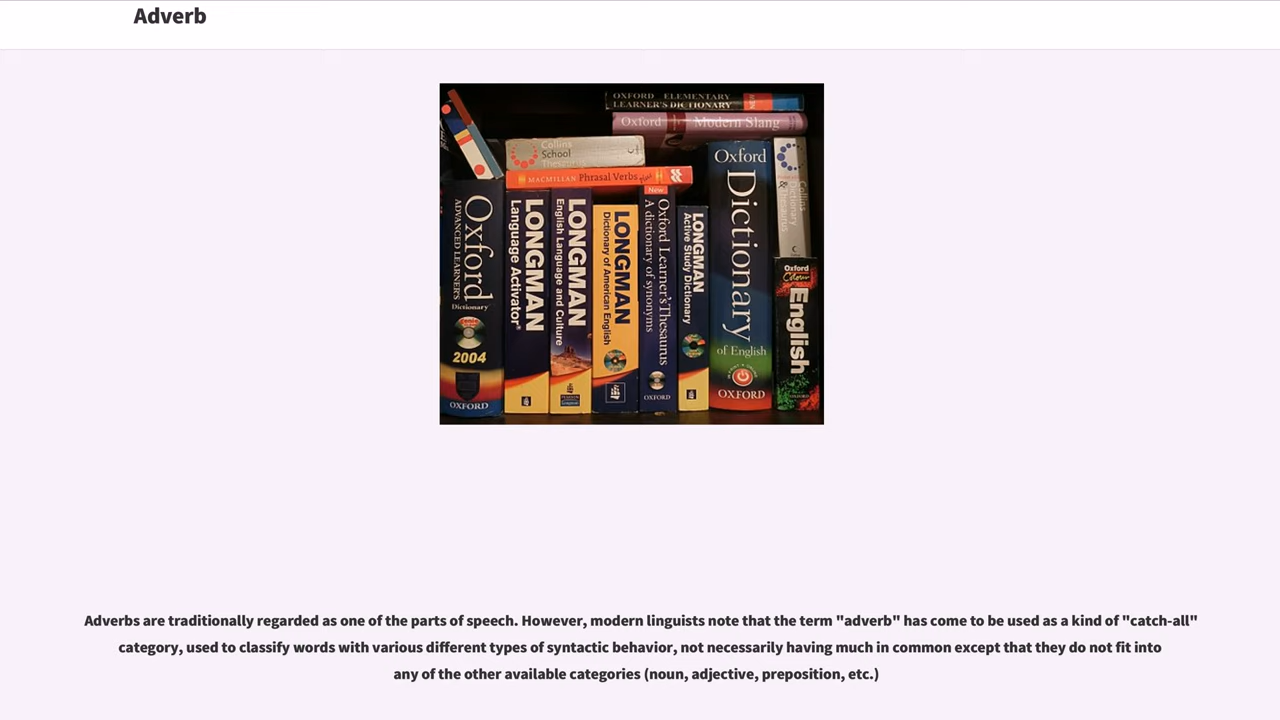 Adverb
OXFORD ELEMENTARY
LEARNER'S DICTIONARY
Oxford Modern Slang
Collins
School
Thesaurus
MACMILLAN Phrasal Verbs Plus
Oxford
ADVANCED LEARNER'S
Dictionary
2004
OXFORD
LONGMAN
Language Activator®
LONGMAN
English Language and Culture
LONGMAN
Dictionary of American English
New
Oxford Learner's Thesaurus
A dictionary of synonyms
OXFORD
LONGMAN
Active Study Dictionary
Oxford
Dictionary
of English
OXFORD
Collins
Dictionary
& Thesaurus
Oxford
Colour
English
OXFORD
Adverbs are traditionally regarded as one of the parts of speech. However, modern linguists note that the term "adverb" has come to be used as a kind of "catch-all"
category, used to classify words with various different types of syntactic behavior, not necessarily having much in common except that they do not fit into
any of the other available categories (noun, adjective, preposition, etc.)